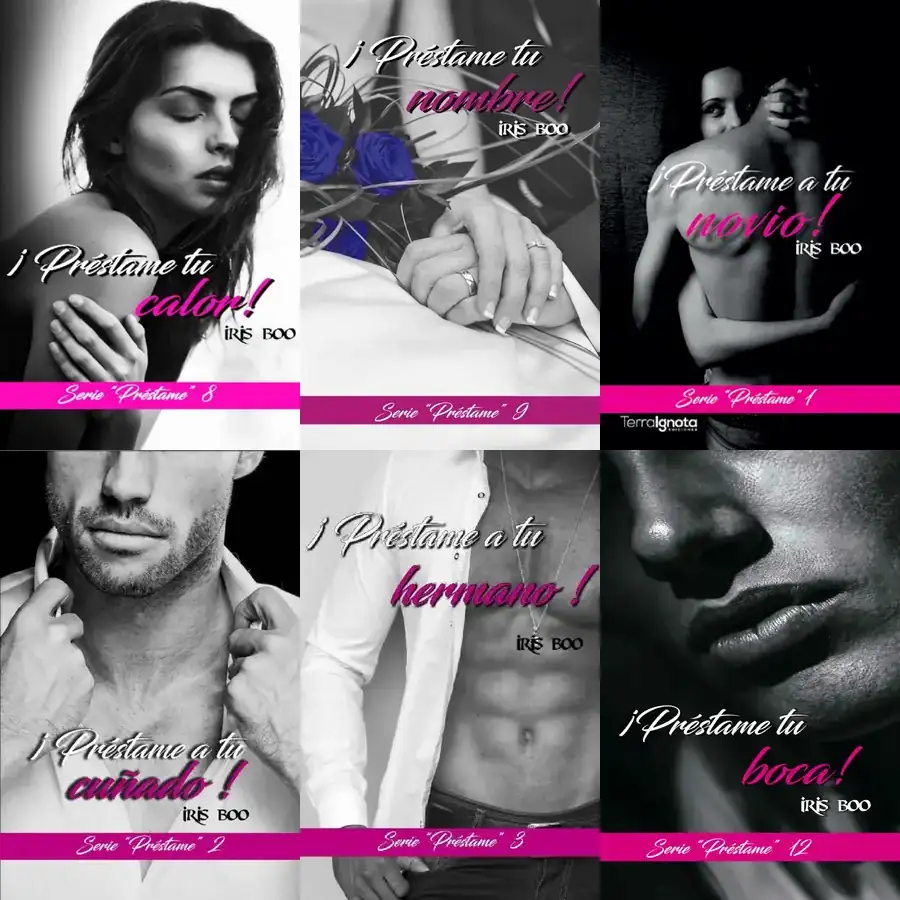 ¡ Préstame tu
calor!
IRIS BOO
Serie "Préstame" 8
¡ Préstame tu
nombre!
IRIS BOO
Serie "Préstame" 9
¡Préstame a tu
novio!
IRIS BOO
Serie "Préstame" 1
TerraIgnota
EDICIONES
¡ Préstame a tu
cuñado !
IRIS BOO
Serie "Préstame" 2
¡ Préstame a tu
hermano !
IRIS BOO
Serie "Préstame" 3
¡Préstame tu
boca!
IRIS BOO
Serie "Préstame" 12